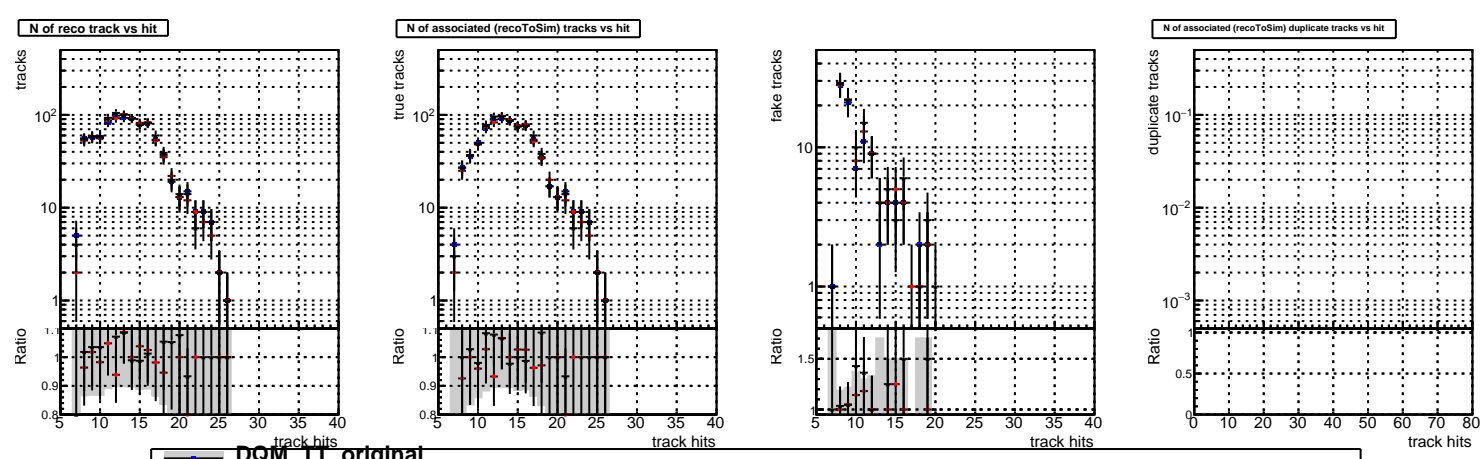 N of reco track vs hit
tracks
10²
10
1
Ratio
1.1
1
0.9
0.8
5 10 15 20 25 30 35 40
track hits
N of associated (recoToSim) tracks vs hit
true tracks
10²
10
1
Ratio
1.1
1
0.9
0.8
5 10 15 20 25 30 35 40
track hits
fake tracks
10
1
Ratio
1.5
1
5 10 15 20 25 30 35 40
track hits
N of associated (recoToSim) duplicate tracks vs hit
duplicate tracks
10⁻¹
10⁻²
10⁻³
Ratio
1
0.5
0
0 10 20 30 40 50 60 70 80
track hits
DQM_TT_original